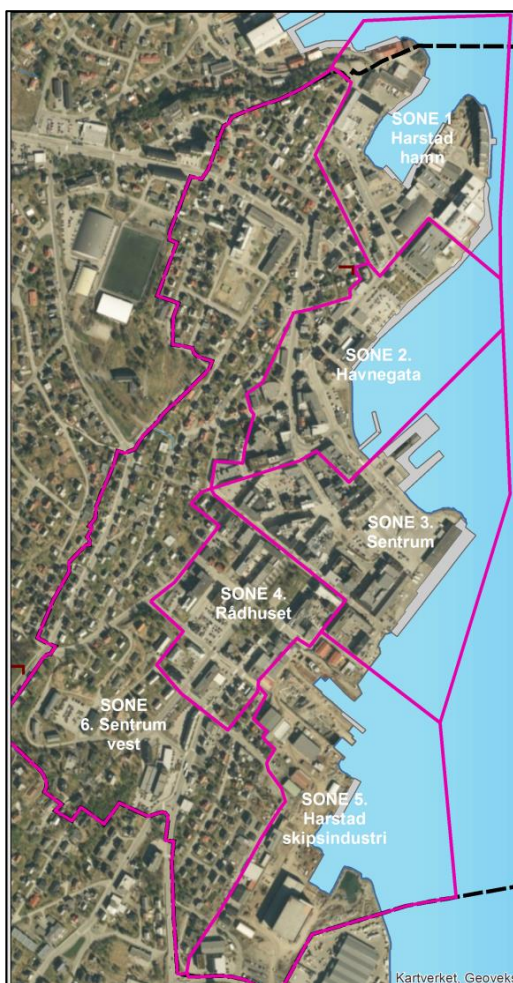 SONE 1
Harstad
hamn
SONE 2.
Havnegata
SONE 3.
Sentrum
SONE 4.
Rådhuset
SONE
6. Sentrum
vest
SONE 5.
Harstad
skipsindustri
Kartverket, Geoveks